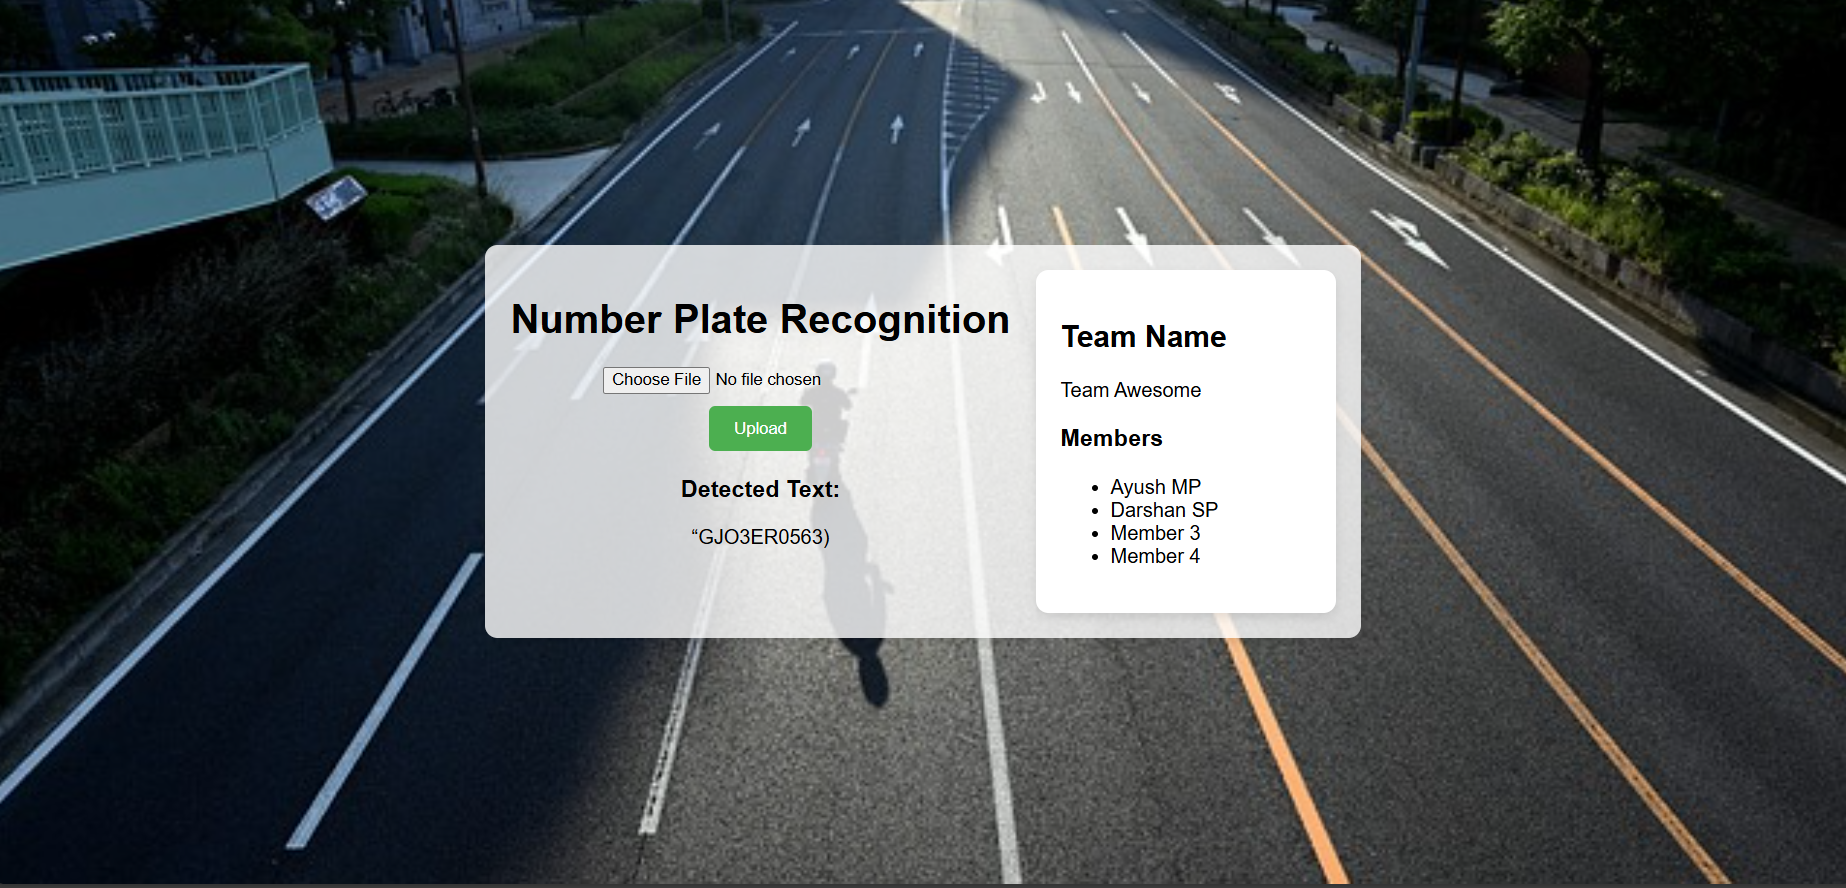 Number Plate Recognition
Choose File No file chosen
Upload
Detected Text:
“GJO3ER0563)
Team Name
Team Awesome
Members
Ayush MP
Darshan SP
Member 3
Member 4